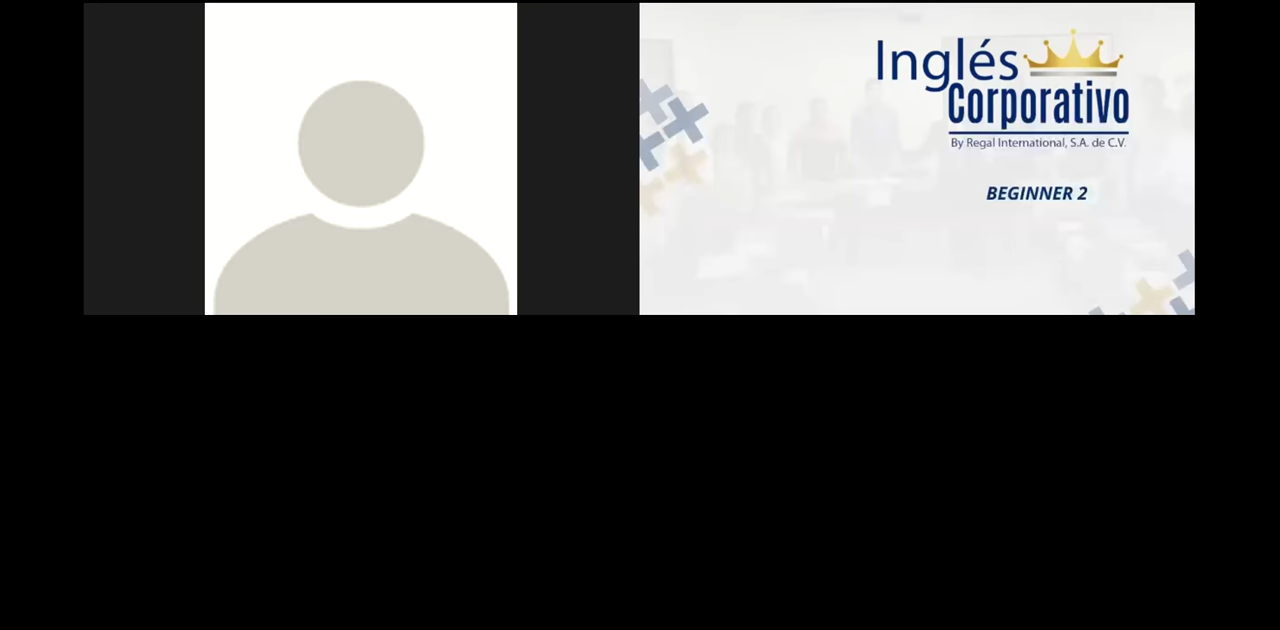 Inglés
Corporativo
By Regal International, S.A. de C.V.
BEGINNER 2